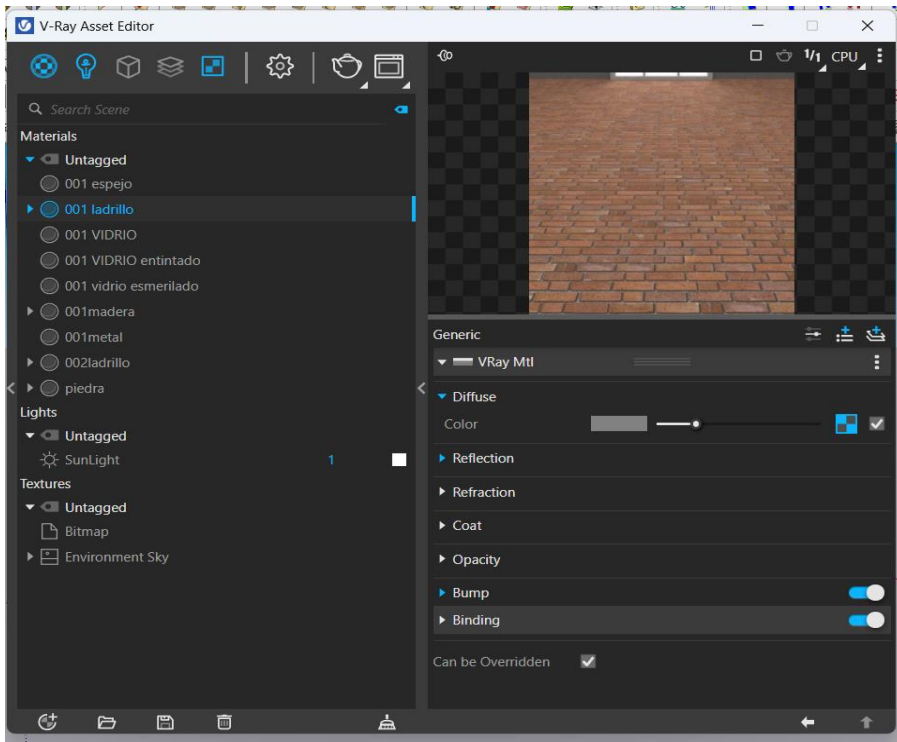 V-Ray Asset Editor
1/1 CPU
Search Scene
Materials
Untagged
001 espejo
001 ladrillo
001 VIDRIO
001 VIDRIO entintado
001 vidrio esmerilado
001madera
001metal
002ladrillo
piedra
Lights
Untagged
SunLight 1
Textures
Untagged
Bitmap
Environment Sky
Generic
VRay Mtl
Diffuse
Color
Reflection
Refraction
Coat
Opacity
Bump
Binding
Can be Overridden